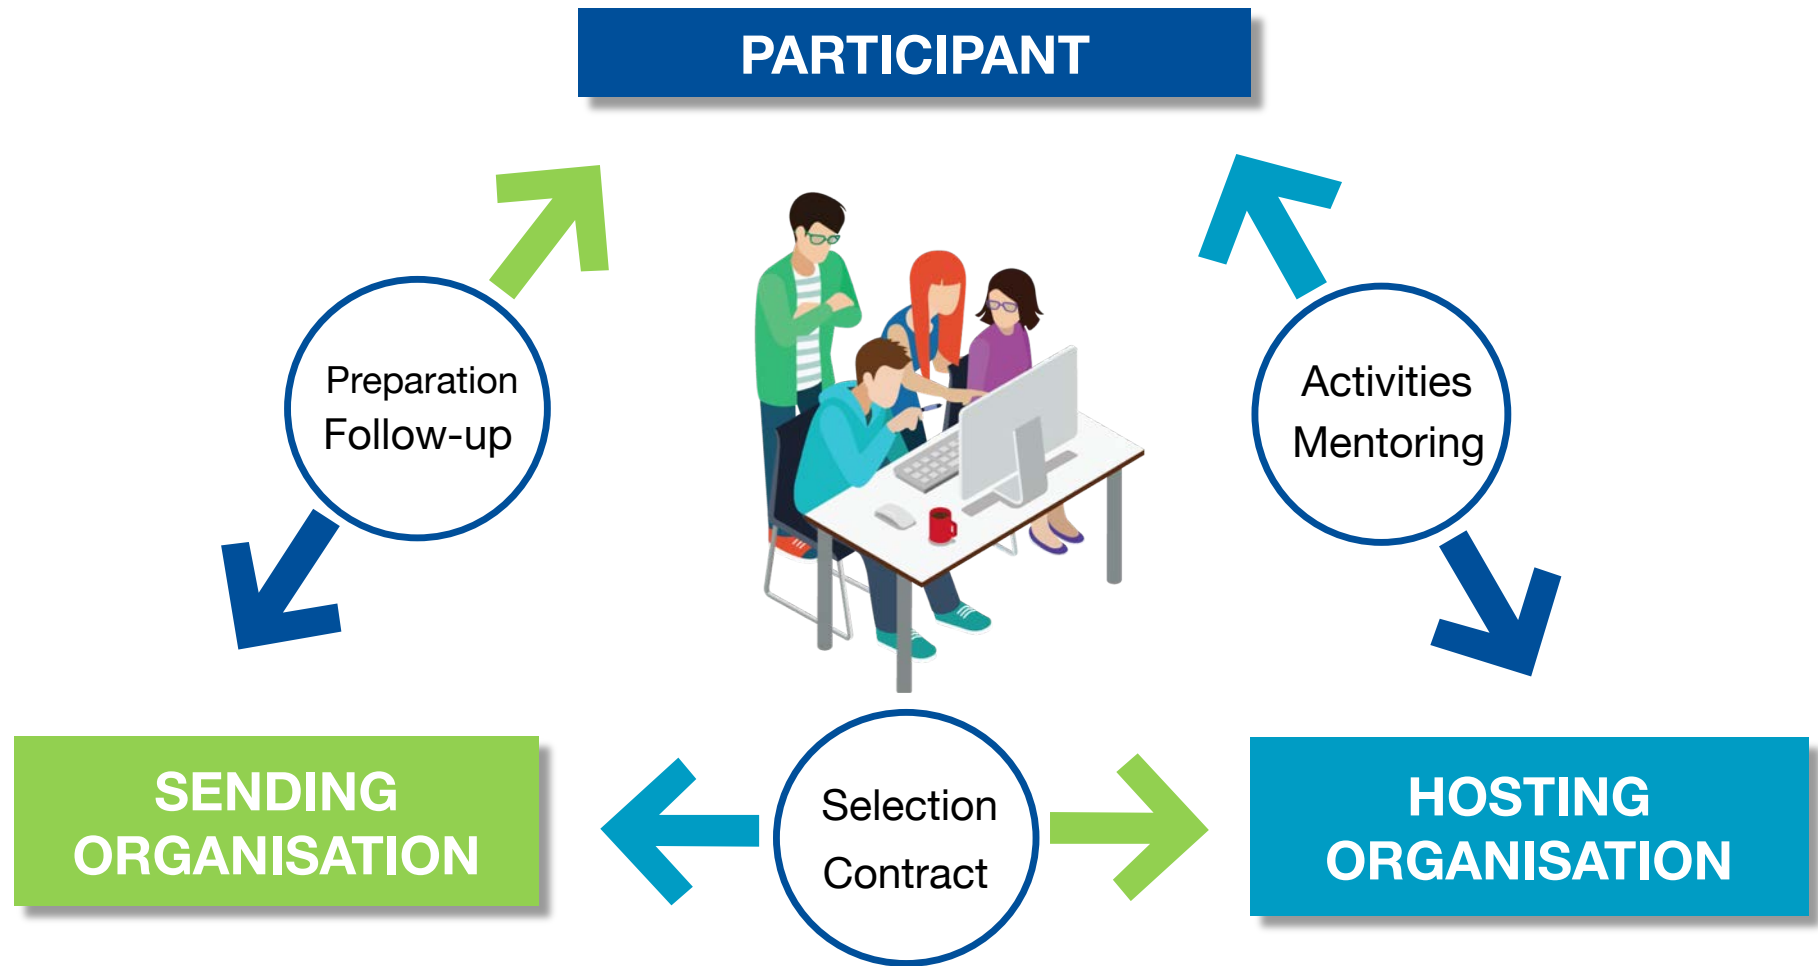 PARTICIPANT
Preparation
Follow-up
Activities
Mentoring
SENDING
ORGANISATION
Selection
Contract
HOSTING
ORGANISATION